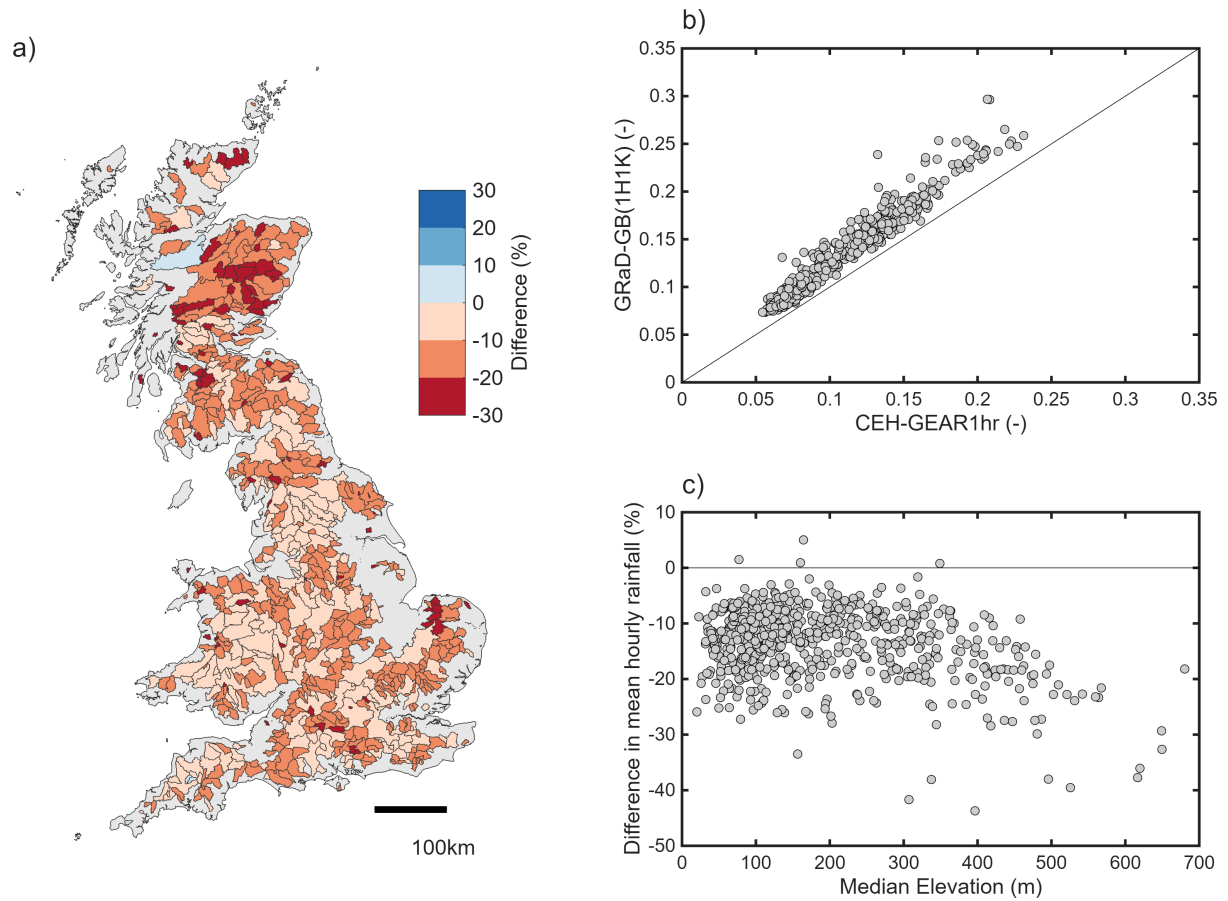 a)
30
20
10
0
-10
-20
-30
Difference (%)
100km
b)
0.35
0.3
0.25
0.2
0.15
0.1
0.05
0
GRaD-GB(1H1K) (-)
0 0.05 0.1 0.15 0.2 0.25 0.3 0.35
CEH-GEAR1hr (-)
c)
10
0
-10
-20
-30
-40
-50
Difference in mean hourly rainfall (%)
0 100 200 300 400 500 600 700
Median Elevation (m)